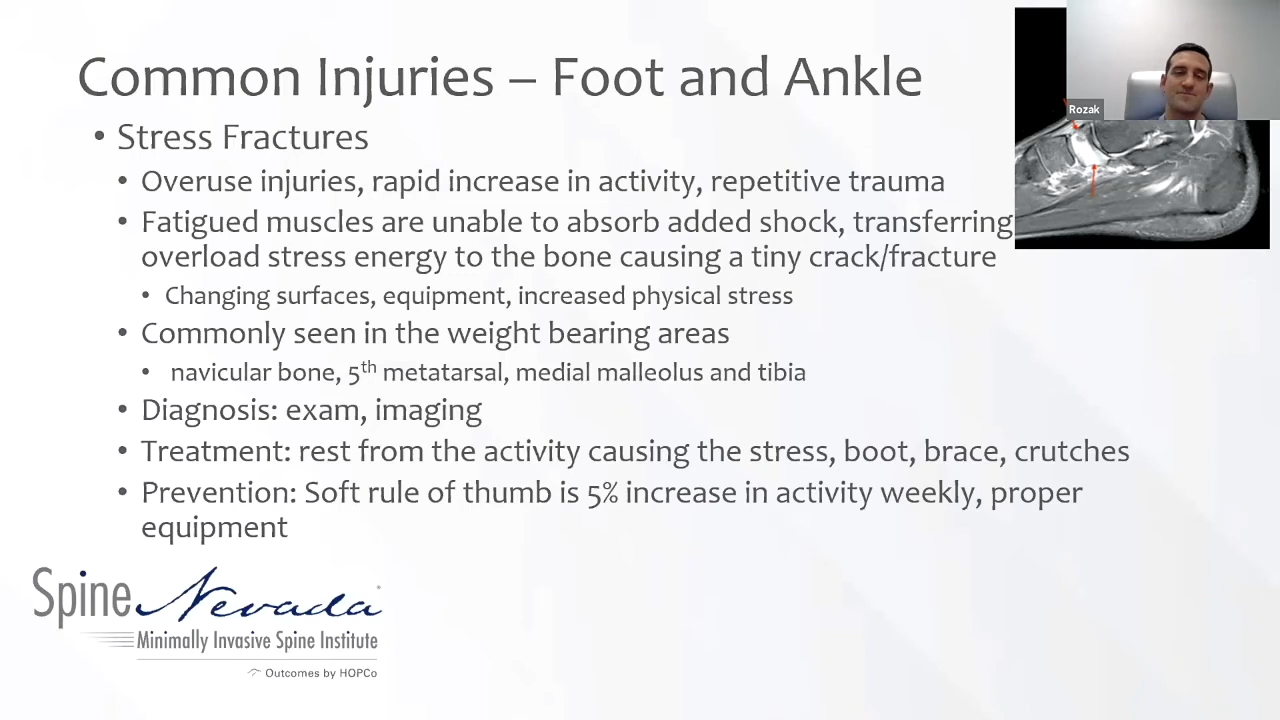 Common Injuries – Foot and Ankle
Rozak
• Stress Fractures
• Overuse injuries, rapid increase in activity, repetitive trauma
• Fatigued muscles are unable to absorb added shock, transferring
overload stress energy to the bone causing a tiny crack/fracture
• Changing surfaces, equipment, increased physical stress
• Commonly seen in the weight bearing areas
• navicular bone, 5th metatarsal, medial malleolus and tibia
• Diagnosis: exam, imaging
• Treatment: rest from the activity causing the stress, boot, brace, crutches
• Prevention: Soft rule of thumb is 5% increase in activity weekly, proper
equipment
Spine Nevada
Minimally Invasive Spine Institute
Outcomes by HOPCo